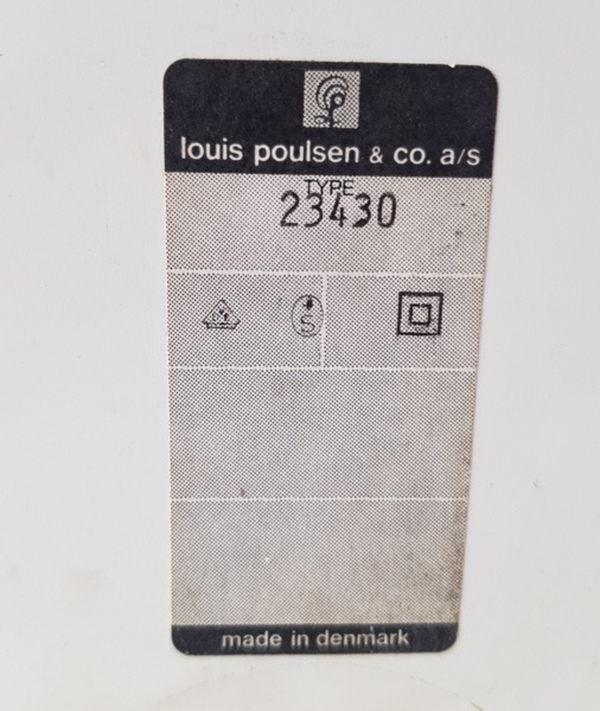 louis poulsen & co. a/s
TYPE
23430
S
made in denmark